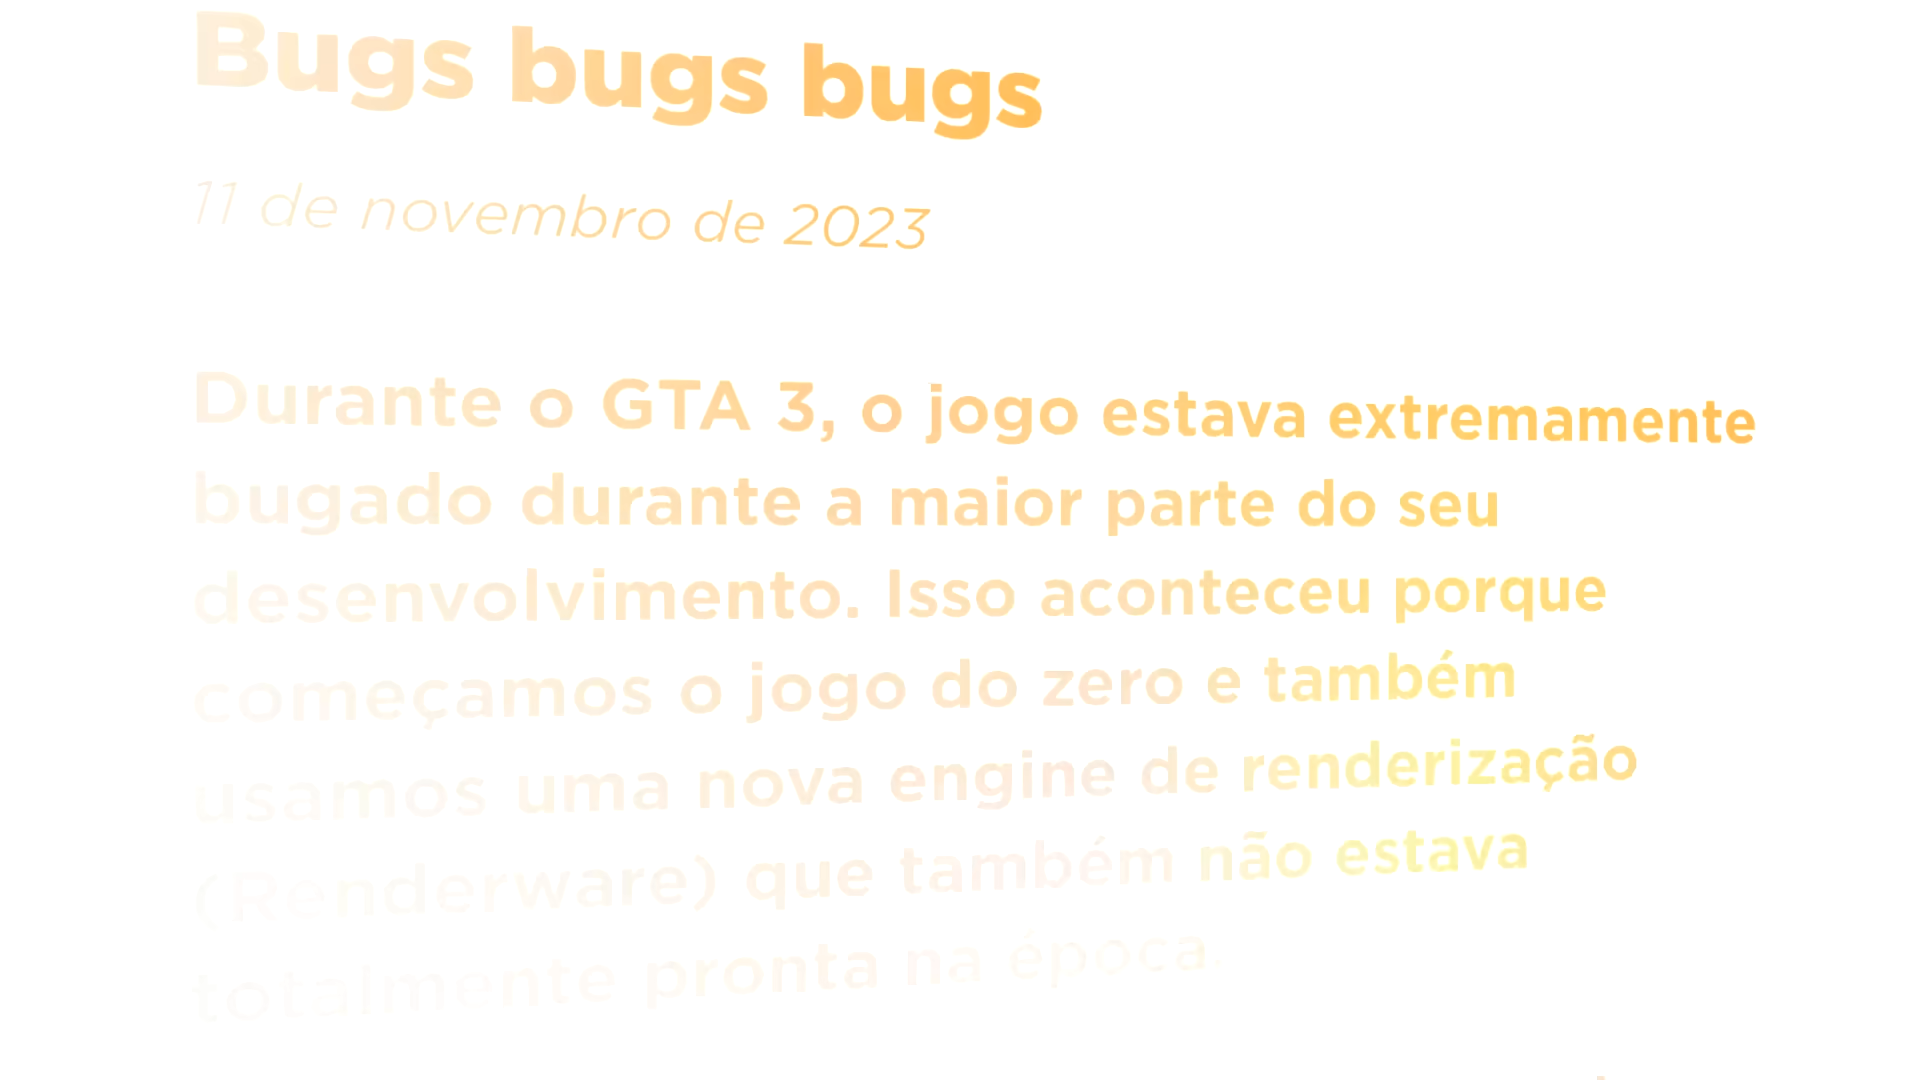 Bugs bugs bugs
11 de novembro de 2023
Durante o GTA 3, o jogo estava extremamente
bugado durante a maior parte do seu
desenvolvimento. Isso aconteceu porque
começamos o jogo do zero e também
usamos uma nova engine de renderização
(Renderware) que também não estava
totalmente pronta na época.